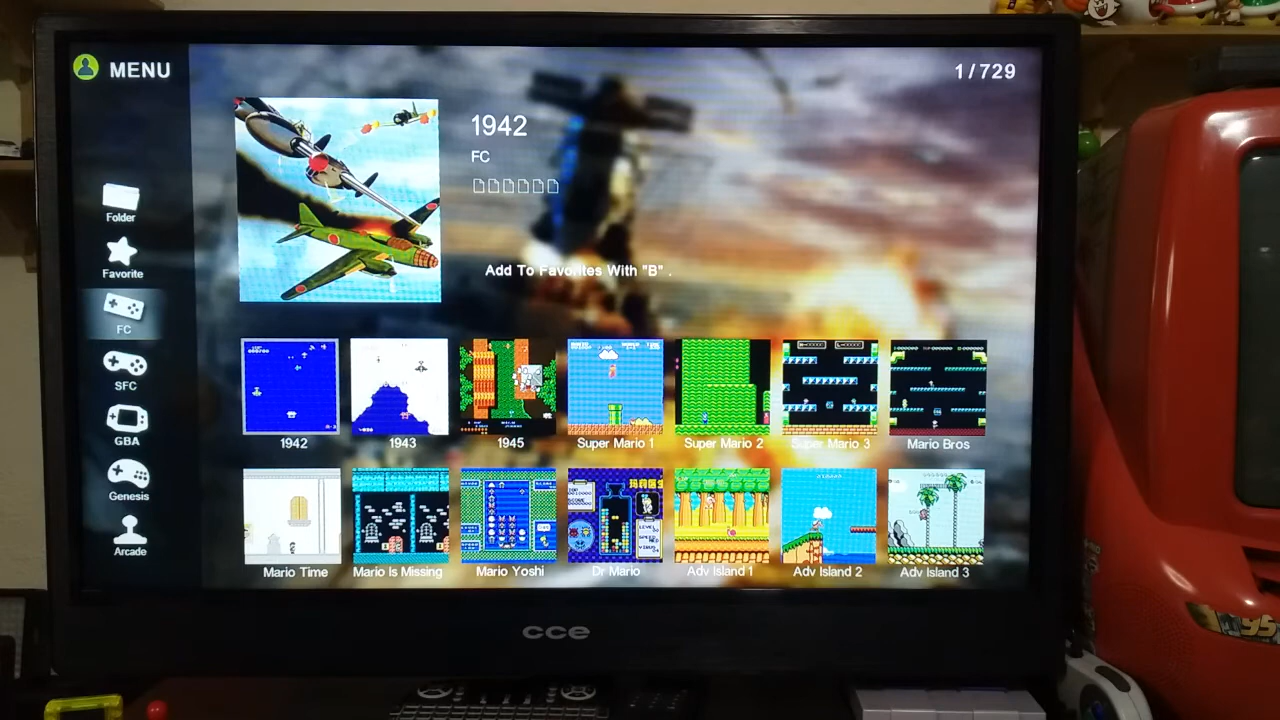 MENU
1/729
1942
FC
Add To Favorites With "B" .
Folder
Favorite
FC
SFC
GBA
Genesis
Arcade
1942
1943
1945
Super Mario 1
Super Mario 2
Super Mario 3
Mario Bros
Mario Time
Mario Is Missing
Mario Yoshi
Dr Mario
Adv Island 1
Adv Island 2
Adv Island 3
cce